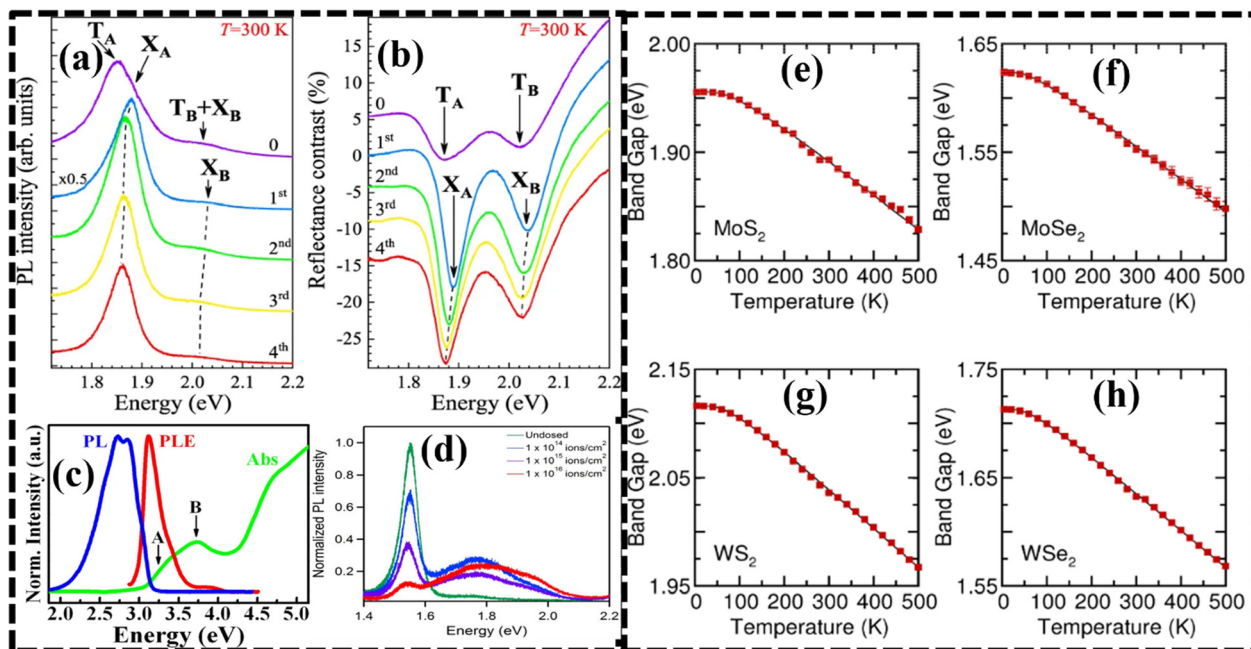 (a)
T_A
X_A
T=300 K
T_B+X_B
0
X_B
x0.5
1st
2nd
3rd
4th
PL intensity (arb. units)
1.8 1.9 2.0 2.1 2.2
Energy (eV)
(b)
T=300 K
T_A
T_B
0
1st
X_A
X_B
2nd
3rd
4th
15
10
5
0
-5
-10
-15
-20
-25
Reflectance contrast (%)
1.8 1.9 2.0 2.1 2.2
Energy (eV)
(c)
PL
PLE
Abs
A
B
Norm. Intensity (a.u.)
2.0 2.5 3.0 3.5 4.0 4.5 5.0
Energy (eV)
(d)
Undosed
1 x 10^14 ions/cm^2
1 x 10^15 ions/cm^2
1 x 10^16 ions/cm^2
1.0
0.8
0.6
0.4
0.2
Normalized PL intensity
1.4 1.6 1.8 2.0 2.2
Energy (eV)
(e)
2.00
1.90
1.80
Band Gap (eV)
MoS2
0 100 200 300 400 500
Temperature (K)
(f)
1.65
1.55
1.45
Band Gap (eV)
MoSe2
0 100 200 300 400 500
Temperature (K)
(g)
2.15
2.05
1.95
Band Gap (eV)
WS2
0 100 200 300 400 500
Temperature (K)
(h)
1.75
1.65
1.55
Band Gap (eV)
WSe2
0 100 200 300 400 500
Temperature (K)